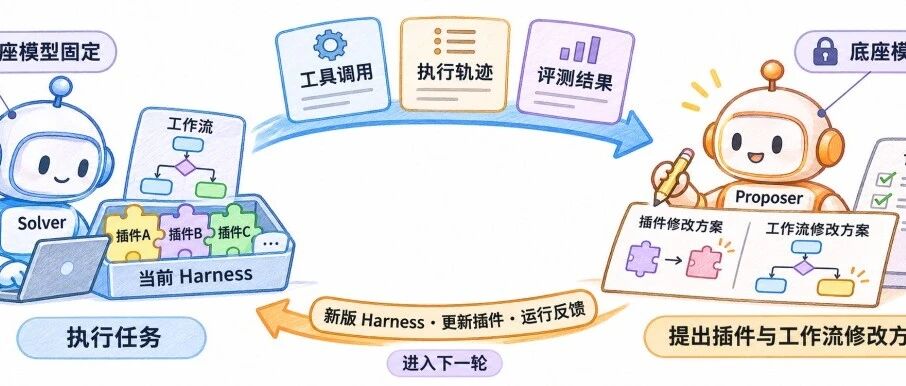 座模型固定
工具调用
执行轨迹
评测结果
底座模
工作流
Solver
插件A
插件B
插件C
...
当前 Harness
Proposer
插件修改方案
工作流修改方案
新版 Harness · 更新插件 · 运行反馈
执行任务
进入下一轮
提出插件与工作流修改方